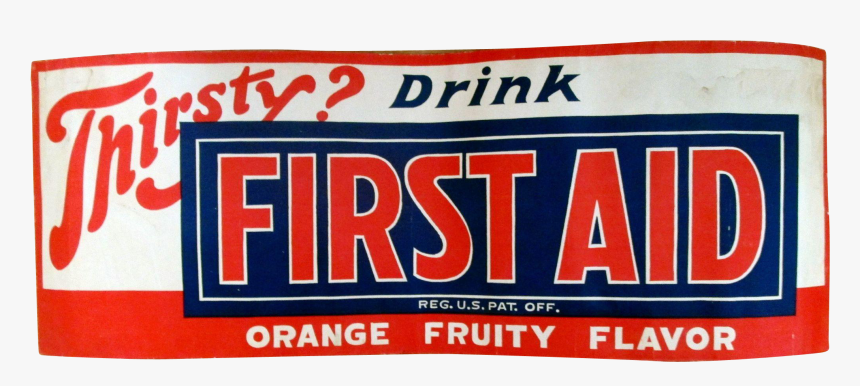 Thirsty? Drink
FIRST AID
REG. U.S. PAT. OFF.
ORANGE FRUITY FLAVOR